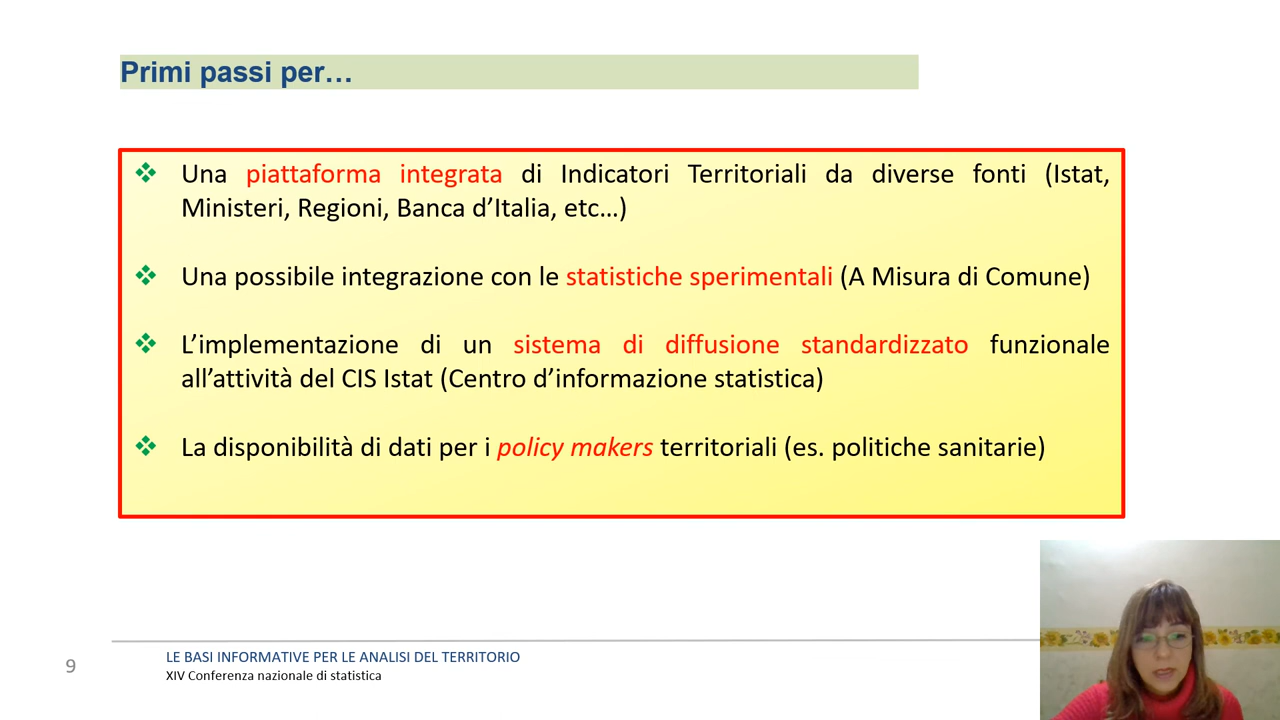 Primi passi per…
Una piattaforma integrata di Indicatori Territoriali da diverse fonti (Istat,
Ministeri, Regioni, Banca d’Italia, etc…)
Una possibile integrazione con le statistiche sperimentali (A Misura di Comune)
L’implementazione di un sistema di diffusione standardizzato funzionale
all’attività del CIS Istat (Centro d’informazione statistica)
La disponibilità di dati per i policy makers territoriali (es. politiche sanitarie)
9
LE BASI INFORMATIVE PER LE ANALISI DEL TERRITORIO
XIV Conferenza nazionale di statistica